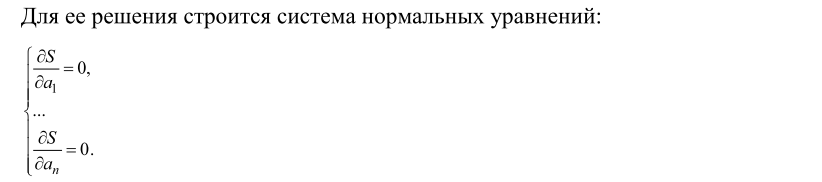 Для ее решения строится система нормальных уравнений:
∂S/∂a₁ = 0,
...
∂S/∂aₙ = 0.